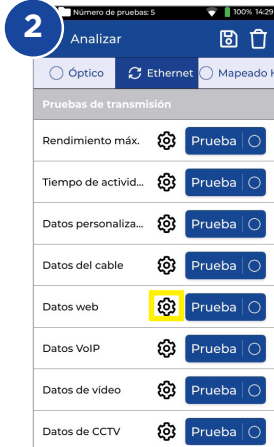 2
Número de pruebas: 5 100% 14:29
Analizar
Óptico Ethernet Mapeado H
Pruebas de transmisión
Rendimiento máx. Prueba
Tiempo de activid... Prueba
Datos personaliza... Prueba
Datos del cable Prueba
Datos web Prueba
Datos VoIP Prueba
Datos de vídeo Prueba
Datos de CCTV Prueba